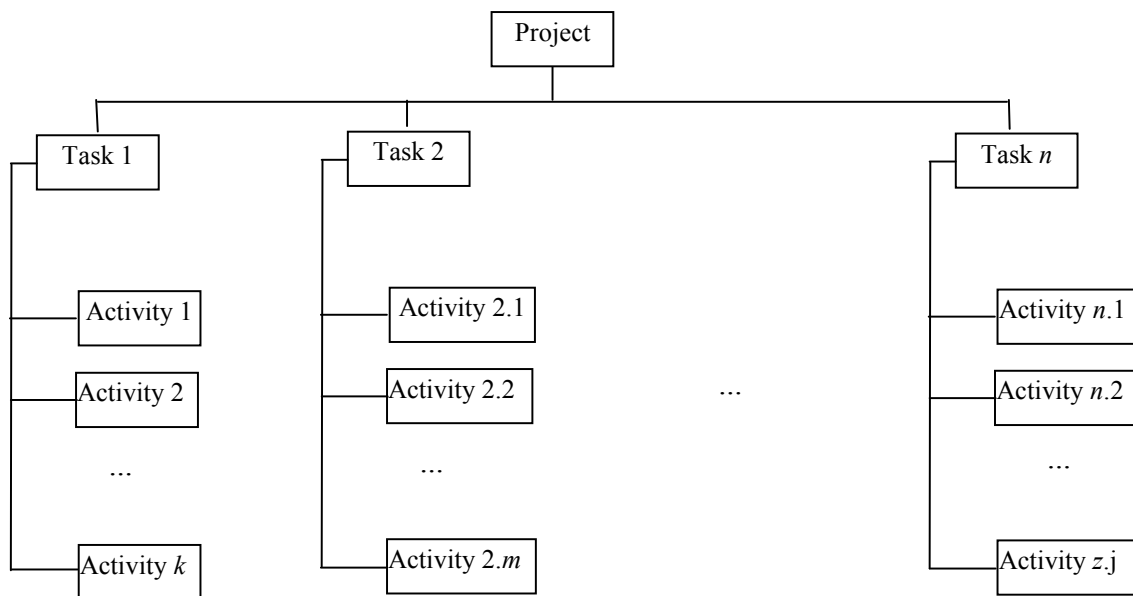 Project
Task 1
Task 2
Task n
Activity 1
Activity 2.1
Activity n.1
Activity 2
Activity 2.2
...
Activity n.2
...
...
...
Activity k
Activity 2.m
Activity z.j